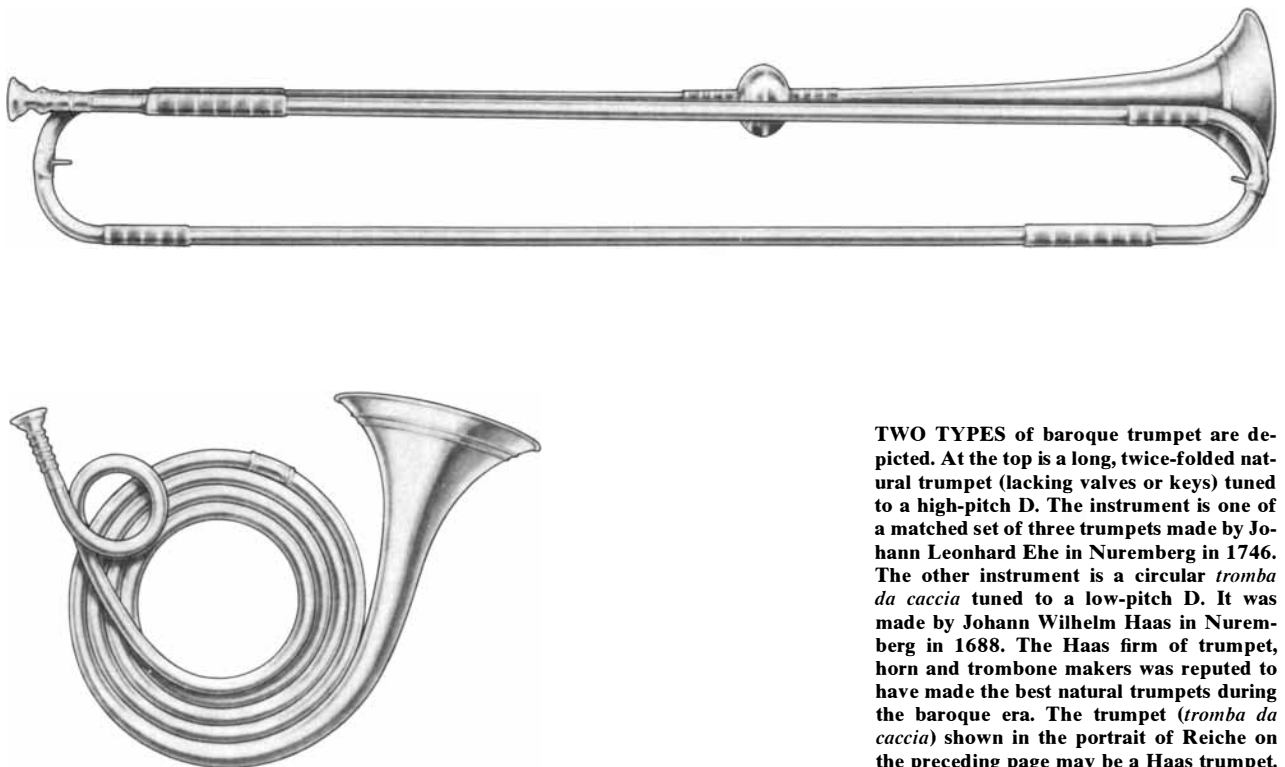 TWO TYPES of baroque trumpet are de-
picted. At the top is a long, twice-folded nat-
ural trumpet (lacking valves or keys) tuned
to a high-pitch D. The instrument is one of
a matched set of three trumpets made by Jo-
hann Leonhard Ehe in Nuremberg in 1746.
The other instrument is a circular tromba
da caccia tuned to a low-pitch D. It was
made by Johann Wilhelm Haas in Nurem-
berg in 1688. The Haas firm of trumpet,
horn and trombone makers was reputed to
have made the best natural trumpets during
the baroque era. The trumpet (tromba da
caccia) shown in the portrait of Reiche on
the preceding page may be a Haas trumpet.